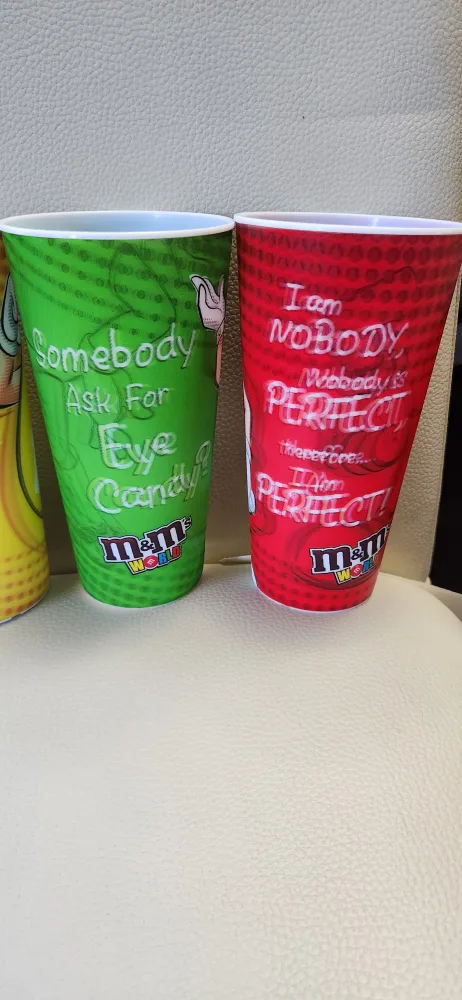 Somebody
Ask For
Eye
Candy?
m&m's
WORLD
I am
NOBODY,
Nobody is
PERFECT,
therefore...
I Am
PERFECT!
m&m's
WORLD